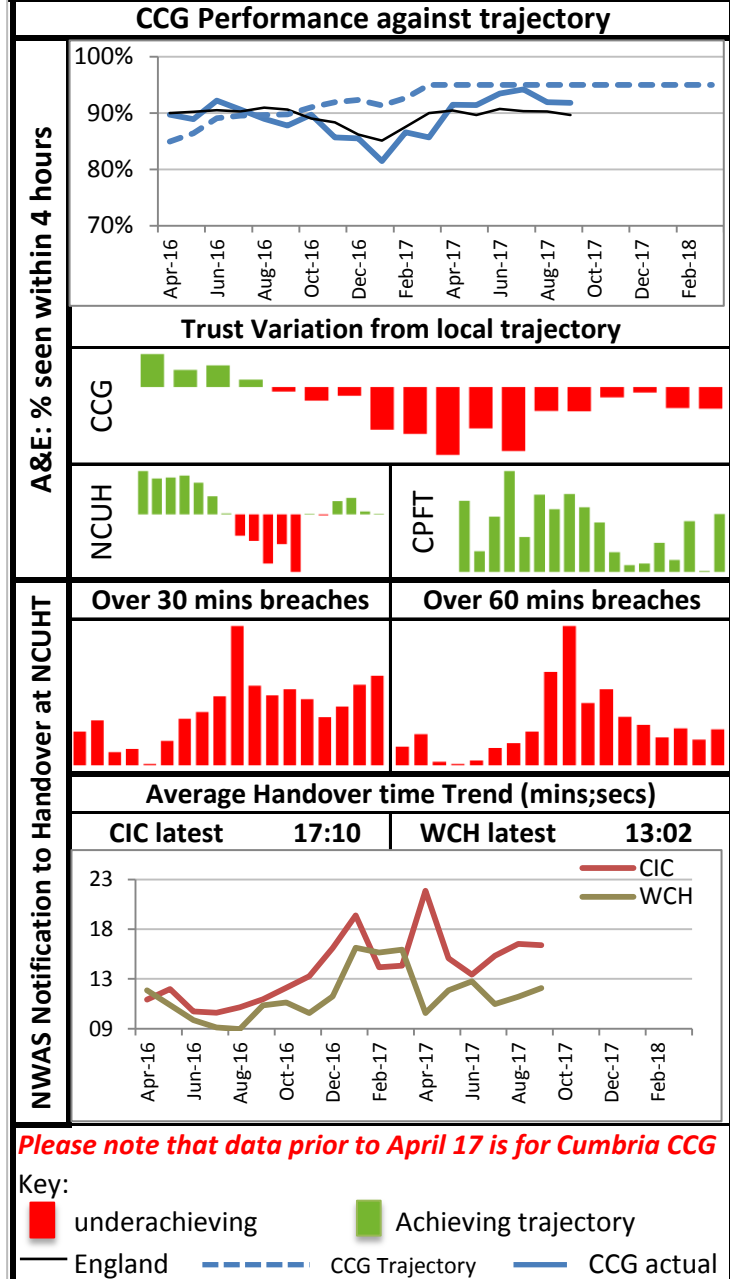 CCG Performance against trajectory
A&E: % seen within 4 hours
100%
90%
80%
70%
Apr-16
Jun-16
Aug-16
Oct-16
Dec-16
Feb-17
Apr-17
Jun-17
Aug-17
Oct-17
Dec-17
Feb-18
Trust Variation from local trajectory
CCG
NCUH
CPFT
NWAS Notification to Handover at NCUHT
Over 30 mins breaches
Over 60 mins breaches
Average Handover time Trend (mins;secs)
CIC latest 17:10
WCH latest 13:02
23
18
13
09
CIC
WCH
Apr-16
Jun-16
Aug-16
Oct-16
Dec-16
Feb-17
Apr-17
Jun-17
Aug-17
Oct-17
Dec-17
Feb-18
Please note that data prior to April 17 is for Cumbria CCG
Key:
underachieving
Achieving trajectory
England
CCG Trajectory
CCG actual